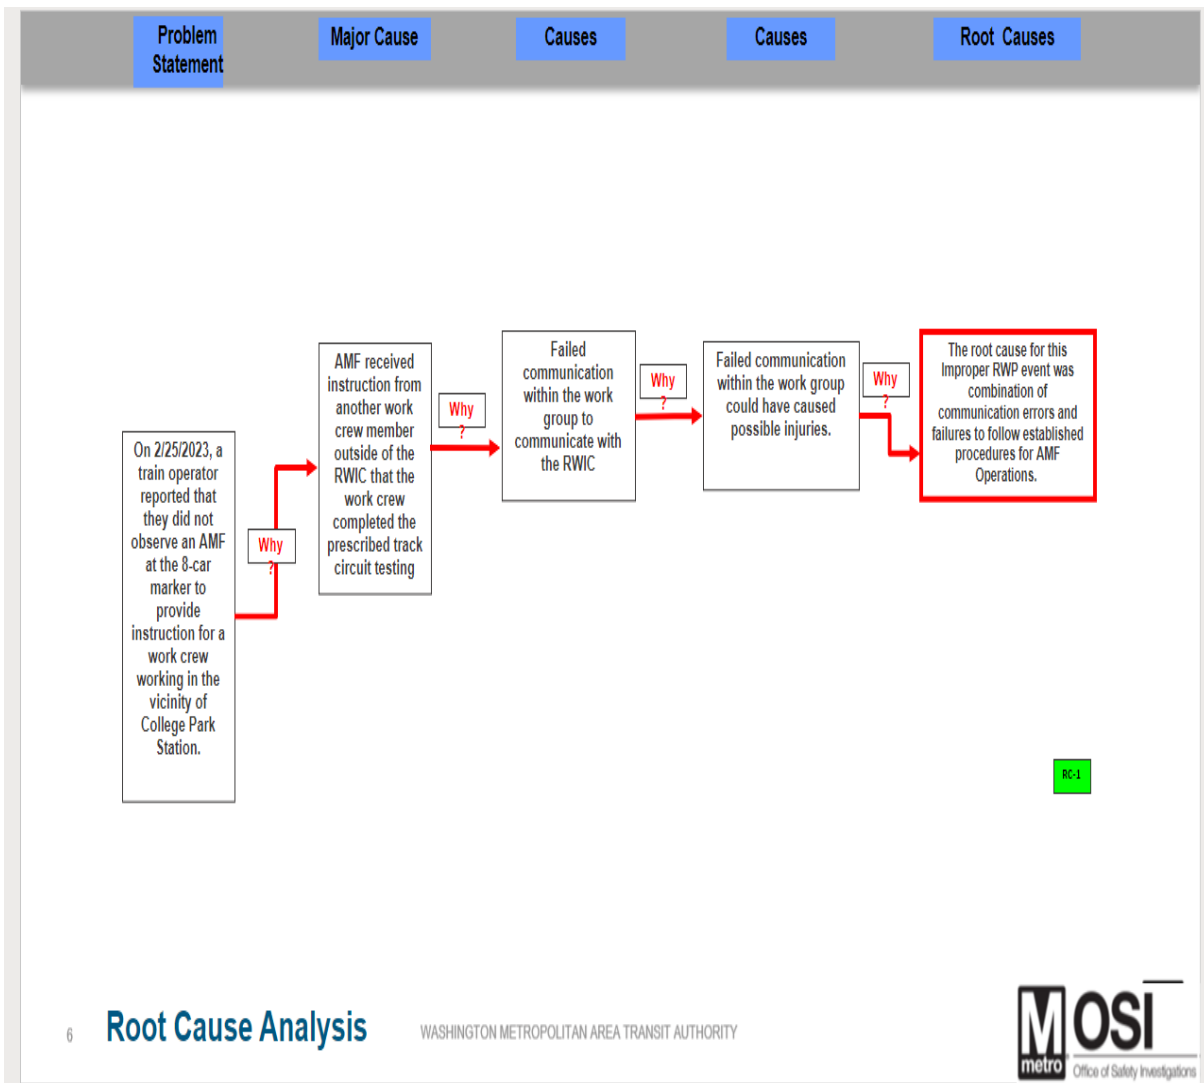 Problem
Statement
Major Cause
Causes
Causes
Root Causes
On 2/25/2023, a
train operator
reported that
they did not
observe an AMF
at the 8-car
marker to
provide
instruction for a
work crew
working in the
vicinity of
College Park
Station.
Why
?
AMF received
instruction from
another work
crew member
outside of the
RWIC that the
work crew
completed the
prescribed track
circuit testing
Why
?
Failed
communication
within the work
group to
communicate with
the RWIC
Why
?
Failed communication
within the work group
could have caused
possible injuries.
Why
?
The root cause for this
Improper RWP event was
combination of
communication errors and
failures to follow established
procedures for AMF
Operations.
RC-1
6
Root Cause Analysis
WASHINGTON METROPOLITAN AREA TRANSIT AUTHORITY
M
metro
OSI
Office of Safety Investigations